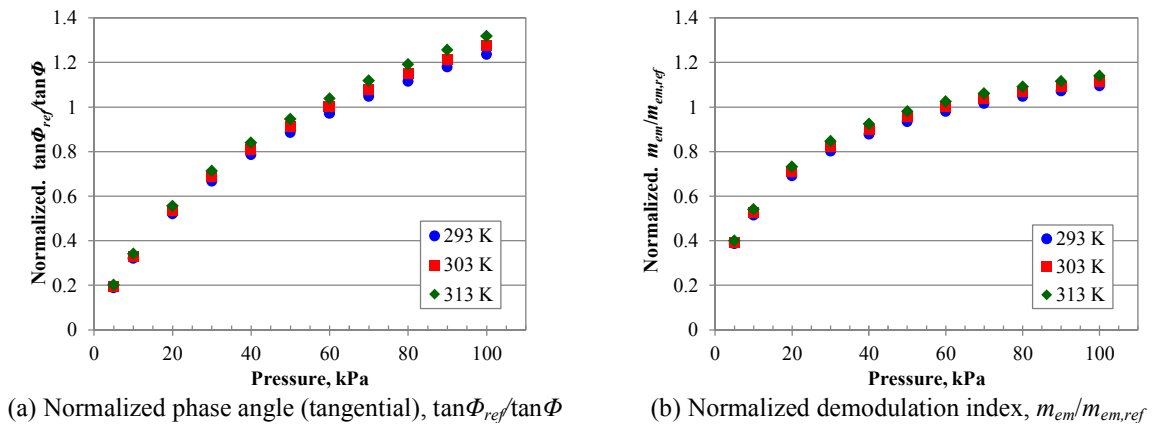 1.4
1.2
1
0.8
0.6
0.4
0.2
0
Normalized. tanΦref/tanΦ
293 K
303 K
313 K
0 20 40 60 80 100
Pressure, kPa
(a) Normalized phase angle (tangential), tanΦref/tanΦ
1.4
1.2
1
0.8
0.6
0.4
0.2
0
Normalized. mem/mem,ref
293 K
303 K
313 K
0 20 40 60 80 100
Pressure, kPa
(b) Normalized demodulation index, mem/mem,ref